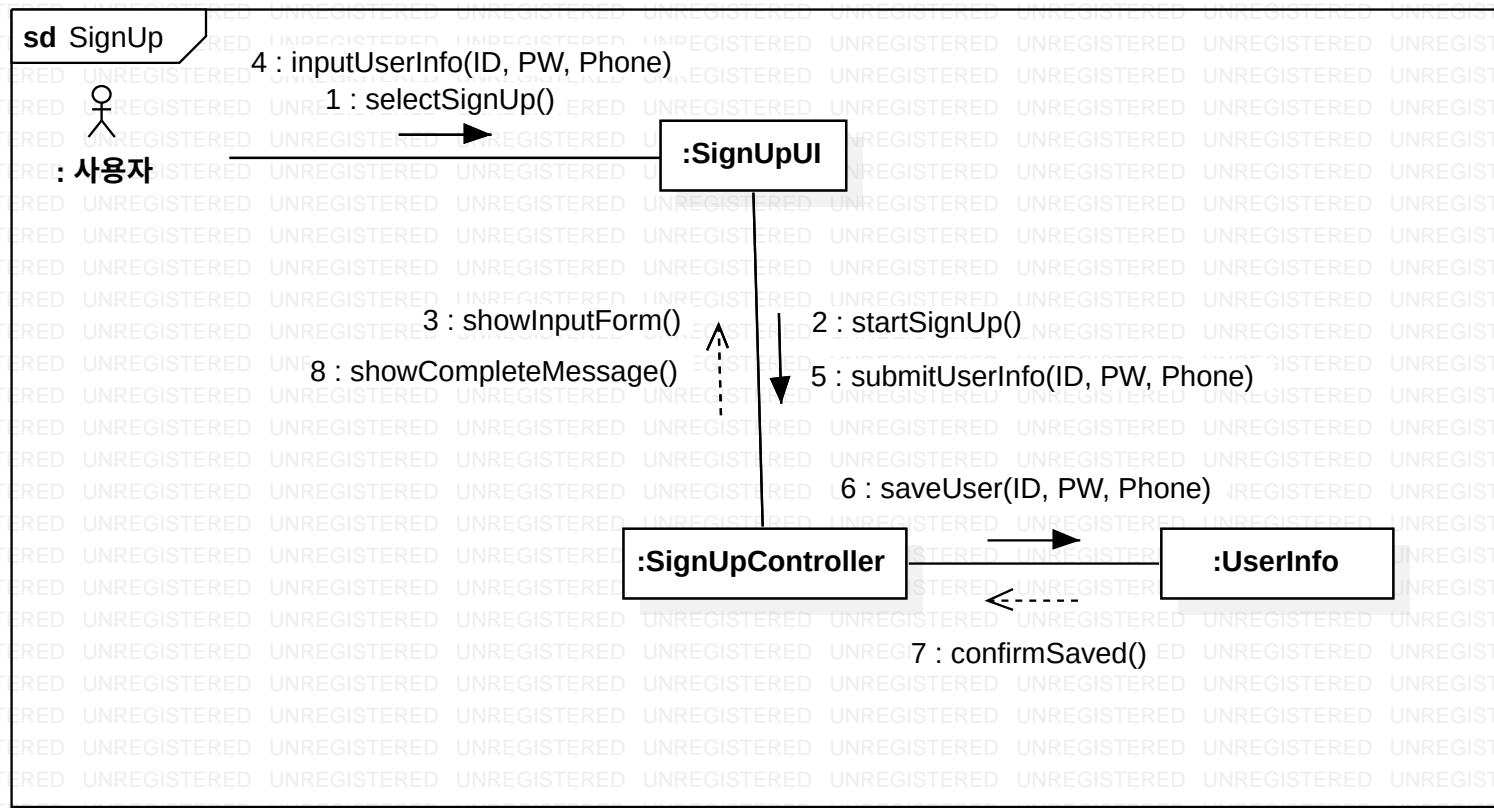 sd SignUp
4 : inputUserInfo(ID, PW, Phone)
1 : selectSignUp()
: 사용자
:SignUpUI
3 : showInputForm()
2 : startSignUp()
8 : showCompleteMessage()
5 : submitUserInfo(ID, PW, Phone)
6 : saveUser(ID, PW, Phone)
:SignUpController
:UserInfo
7 : confirmSaved()
UNREGISTERED